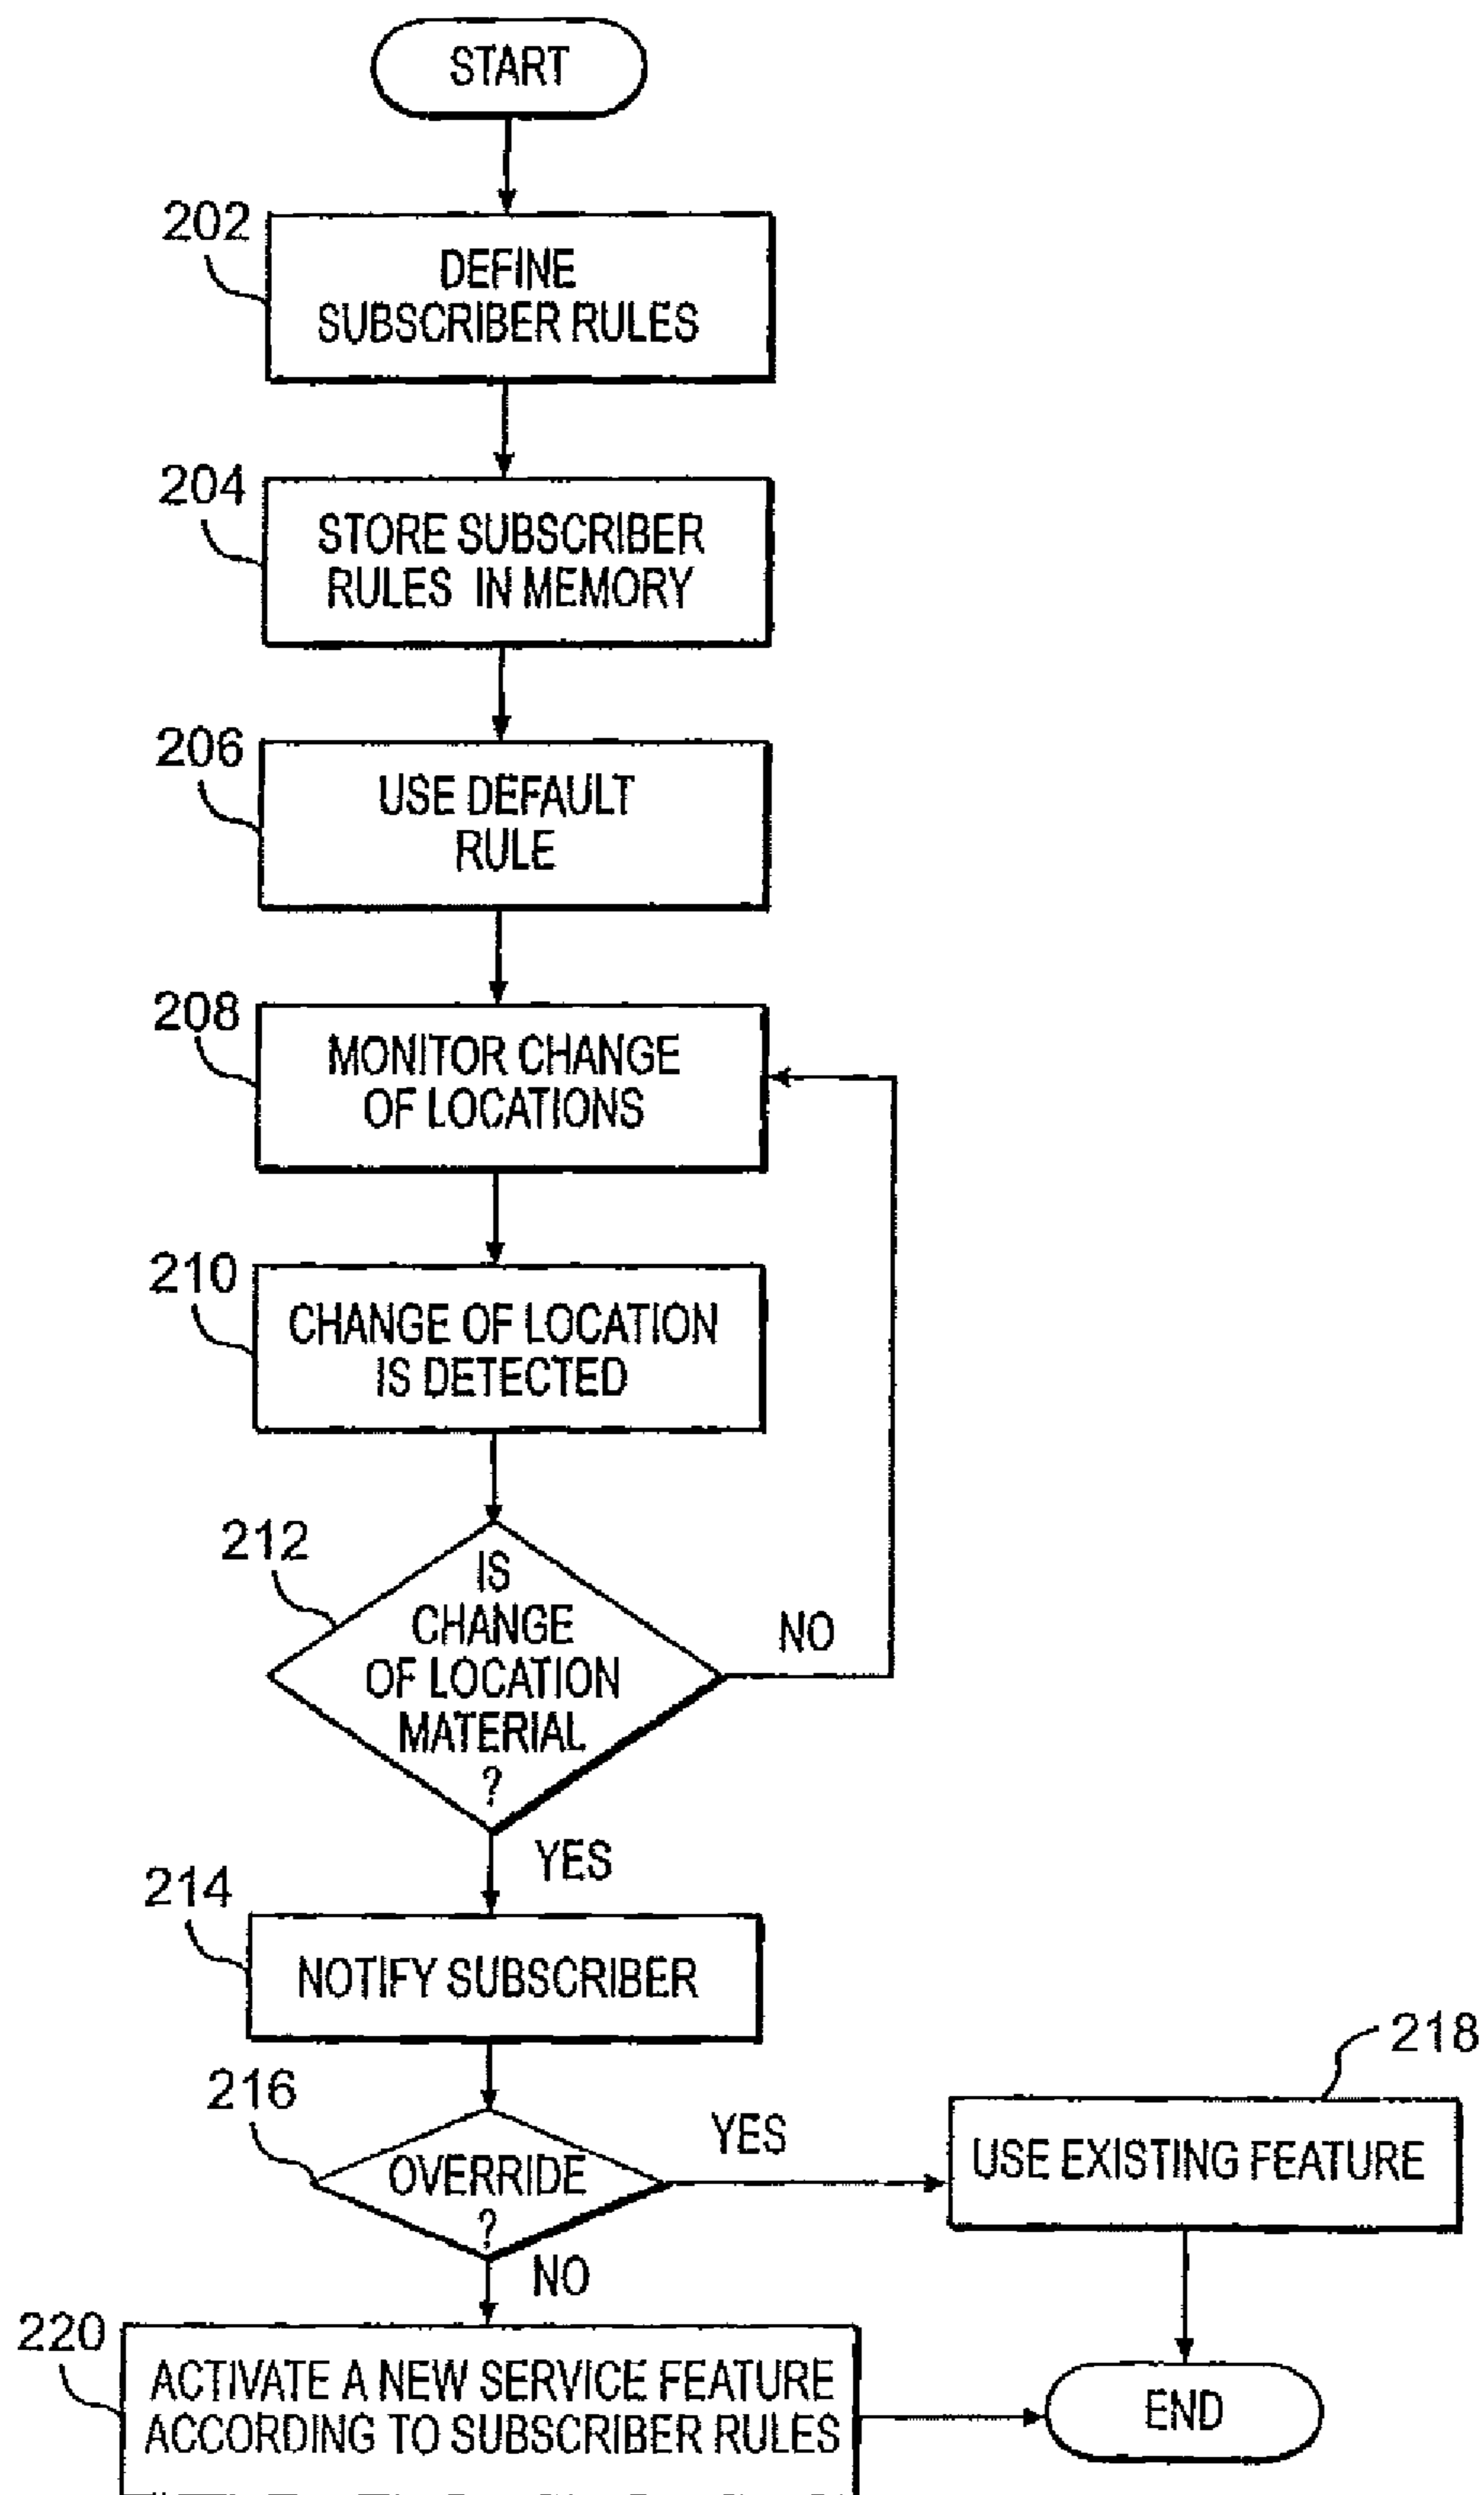 START
202
DEFINE
SUBSCRIBER RULES
204
STORE SUBSCRIBER
RULES IN MEMORY
206
USE DEFAULT
RULE
208
MONITOR CHANGE
OF LOCATIONS
210
CHANGE OF LOCATION
IS DETECTED
212
IS
CHANGE
OF LOCATION
MATERIAL
?
NO
YES
214
NOTIFY SUBSCRIBER
216
OVERRIDE
?
YES
218
USE EXISTING FEATURE
NO
220
ACTIVATE A NEW SERVICE FEATURE
ACCORDING TO SUBSCRIBER RULES
END